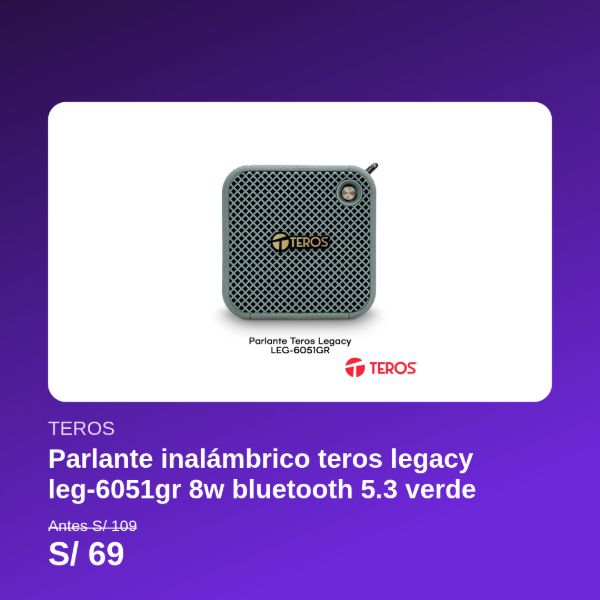 TEROS
Parlante Teros Legacy
LEG-6051GR
TEROS
TEROS
Parlante inalámbrico teros legacy
leg-6051gr 8w bluetooth 5.3 verde
Antes S/ 109
S/ 69